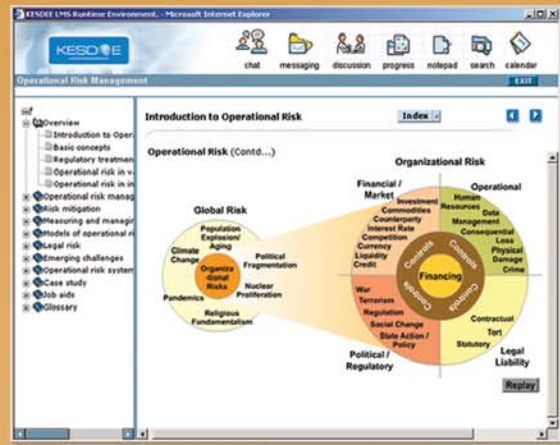 KESDEE LMS Runtime Environment. - Microsoft Internet Explorer
KESDEE
chat
messaging
discussion
progress
notepad
search
calendar
Operational Risk Management
EXIT
Overview
Introduction to Oper
Basic concepts
Regulatory treatmen
Operational risk in v
Operational risk in in
Operational risk manag
Risk mitigation
Measuring and managin
Models of operational ri
Legal risk
Emerging challenges
Operational risk system
Case study
Job aids
Glossary
Introduction to Operational Risk
Index
Operational Risk (Contd...)
Global Risk
Population
Explosion/
Aging
Climate
Change
Political
Fragmentation
Organiza
-tional
Risks
Nuclear
Proliferation
Pandemics
Religious
Fundamentalism
Organizational Risk
Financial /
Market
Investment
Commodities
Counterparty
Interest Rate
Competition
Currency
Liquidity
Credit
Operational
Human
Resources
Data
Management
Consequential
Loss
Physical
Damage
Crime
Controls
Controls
Controls
Controls
Financing
War
Terrorism
Regulation
Social Change
State Action /
Policy
Political /
Regulatory
Contractual
Tort
Statutory
Legal
Liability
Replay